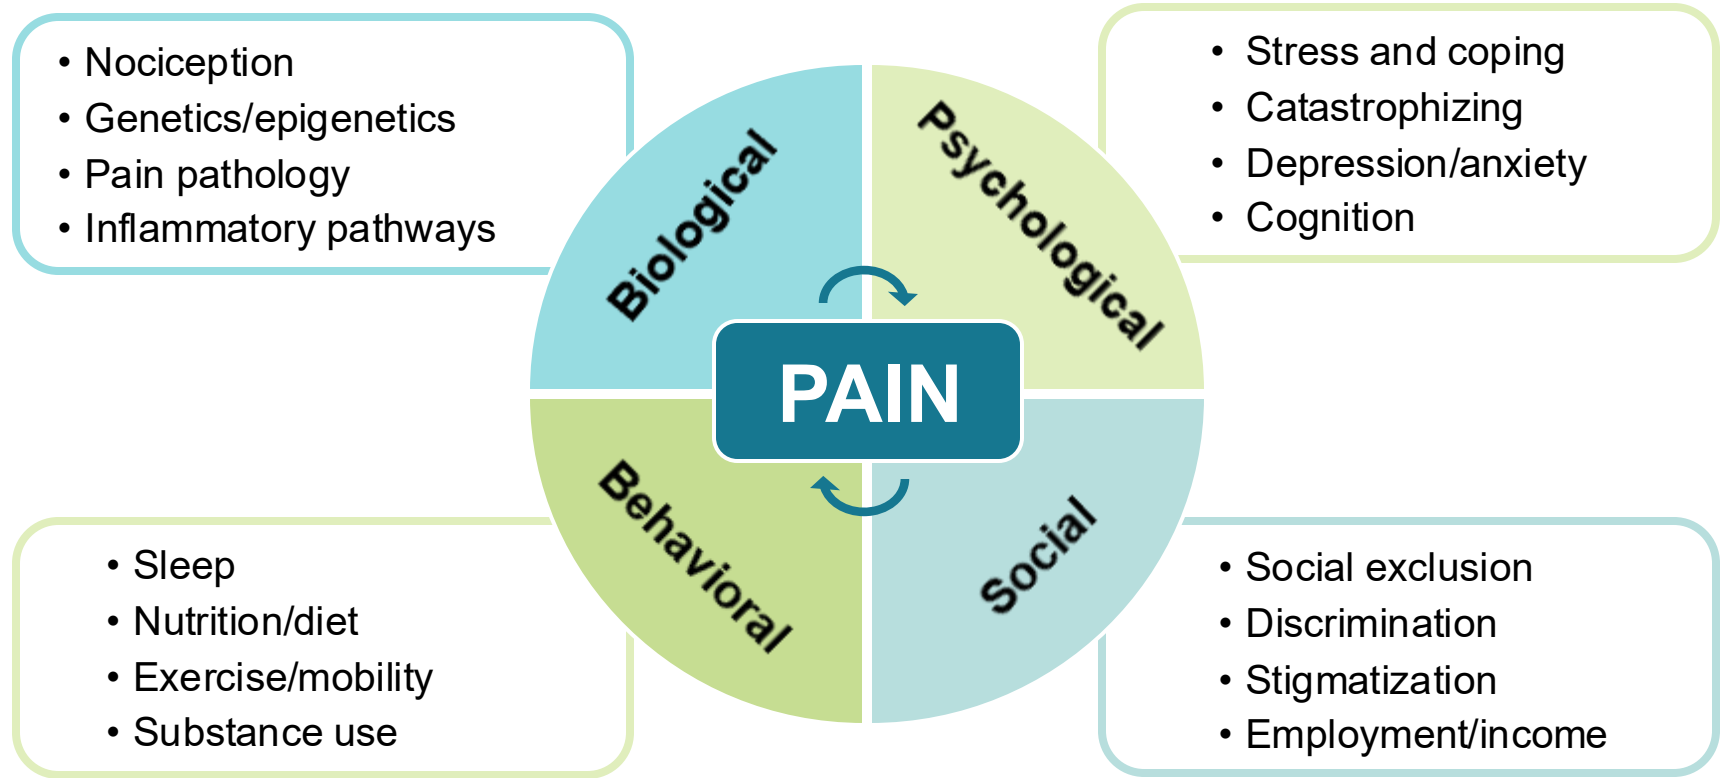 • Nociception
• Genetics/epigenetics
• Pain pathology
• Inflammatory pathways
Biological
Psychological
• Stress and coping
• Catastrophizing
• Depression/anxiety
• Cognition
PAIN
• Sleep
• Nutrition/diet
• Exercise/mobility
• Substance use
Behavioral
Social
• Social exclusion
• Discrimination
• Stigmatization
• Employment/income